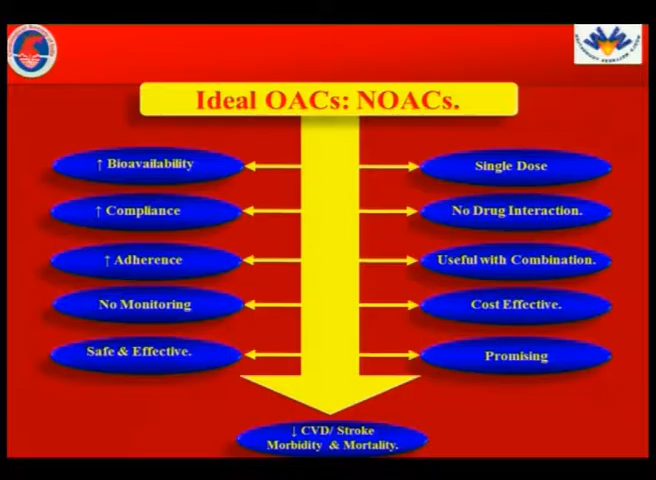 Ideal OACs: NOACs.
↑ Bioavailability
↑ Compliance
↑ Adherence
No Monitoring
Safe & Effective.
Single Dose
No Drug Interaction.
Useful with Combination.
Cost Effective.
Promising
↓ CVD/ Stroke
Morbidity & Mortality.